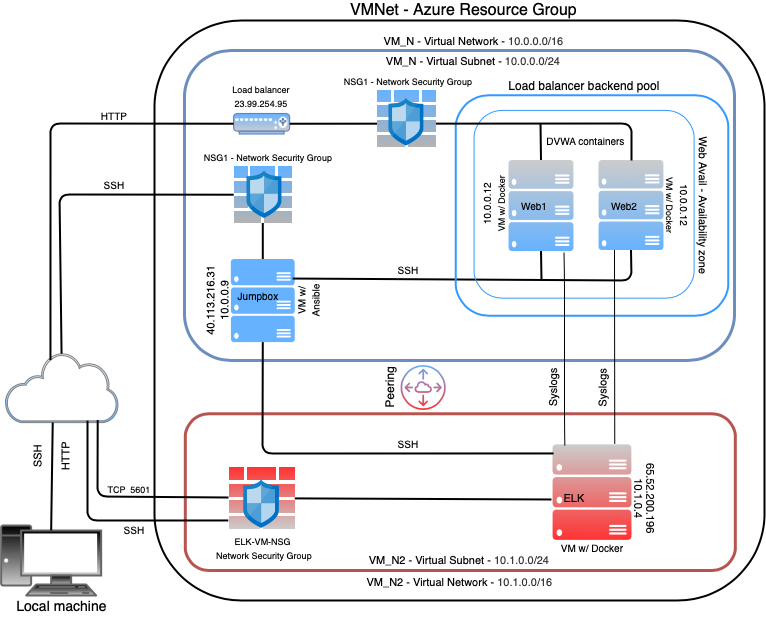 VMNet - Azure Resource Group
VM_N - Virtual Network - 10.0.0.0/16
VM_N - Virtual Subnet - 10.0.0.0/24
Load balancer
23.99.254.95
NSG1 - Network Security Group
Load balancer backend pool
HTTP
DVWA containers
NSG1 - Network Security Group
SSH
10.0.0.12
VM w/ Docker
Web1
Web2
VM w/ Docker
10.0.0.12
Web Avail - Availability zone
40.113.216.31
10.0.0.9
Jumpbox
VM w/
Ansible
SSH
Peering
Syslogs
Syslogs
SSH
HTTP
SSH
TCP 5601
SSH
ELK-VM-NSG
Network Security Group
ELK
65.52.200.196
10.1.0.4
VM w/ Docker
VM_N2 - Virtual Subnet - 10.1.0.0/24
VM_N2 - Virtual Network - 10.1.0.0/16
Local machine